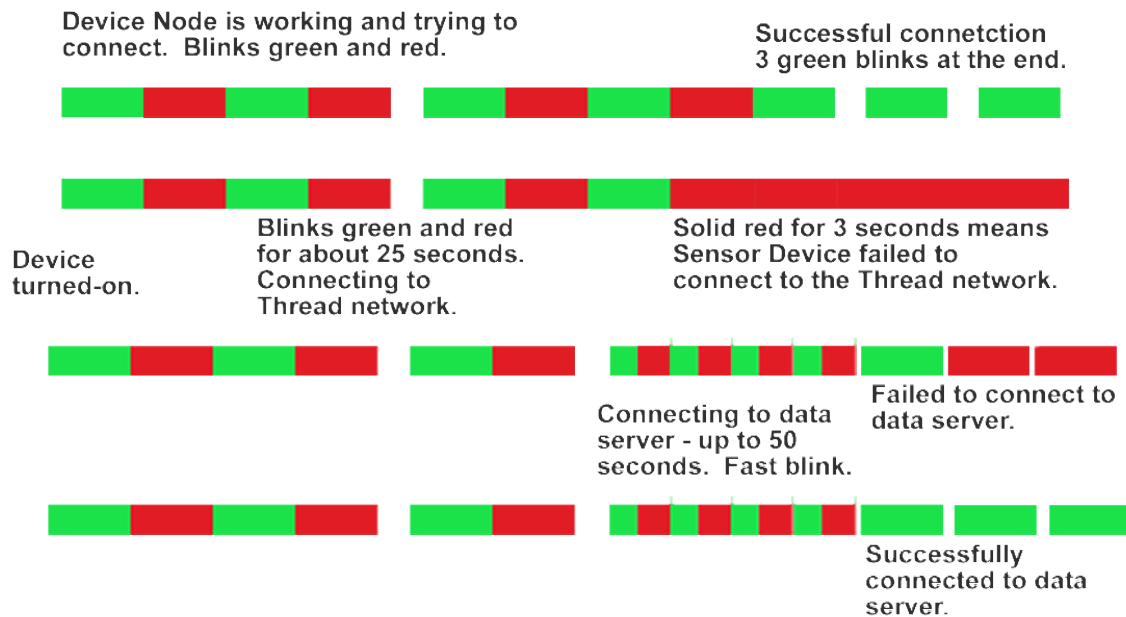 Device Node is working and trying to
connect.  Blinks green and red.
Successful connetction
3 green blinks at the end.
Device
turned-on.
Blinks green and red
for about 25 seconds.
Connecting to
Thread network.
Solid red for 3 seconds means
Sensor Device failed to
connect to the Thread network.
Connecting to data
server - up to 50
seconds.  Fast blink.
Failed to connect to
data server.
Successfully
connected to data
server.